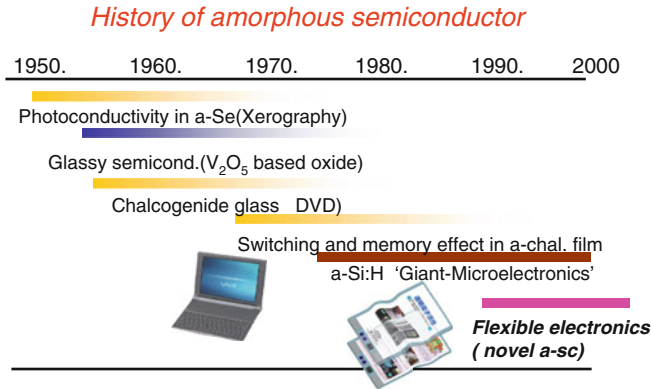 History of amorphous semiconductor
1950. 1960. 1970. 1980. 1990. 2000
Photoconductivity in a-Se(Xerography)
Glassy semicond.(V₂O₅ based oxide)
Chalcogenide glass DVD)
Switching and memory effect in a-chal. film
a-Si:H 'Giant-Microelectronics'
Flexible electronics
( novel a-sc)